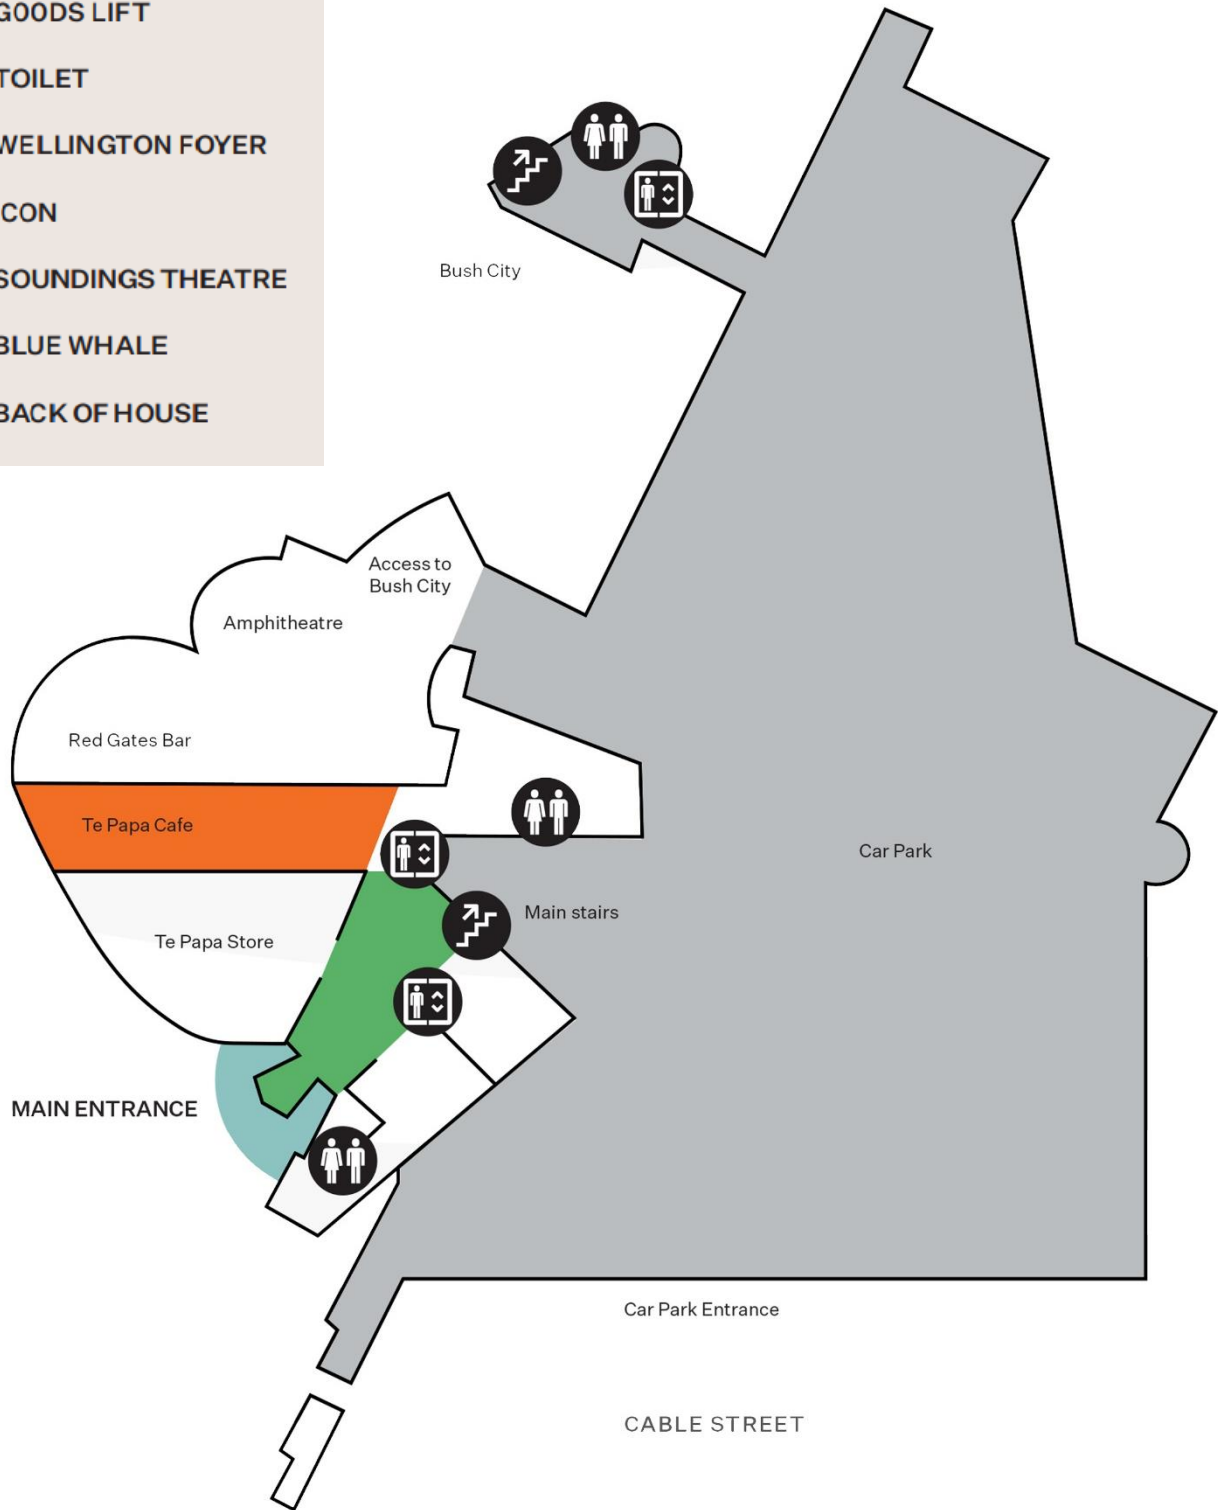 GOODS LIFT
TOILET
WELLINGTON FOYER
ICON
SOUNDINGS THEATRE
BLUE WHALE
BACK OF HOUSE
Bush City
Access to
Bush City
Amphitheatre
Red Gates Bar
Te Papa Cafe
Car Park
Main stairs
Te Papa Store
MAIN ENTRANCE
Car Park Entrance
CABLE STREET